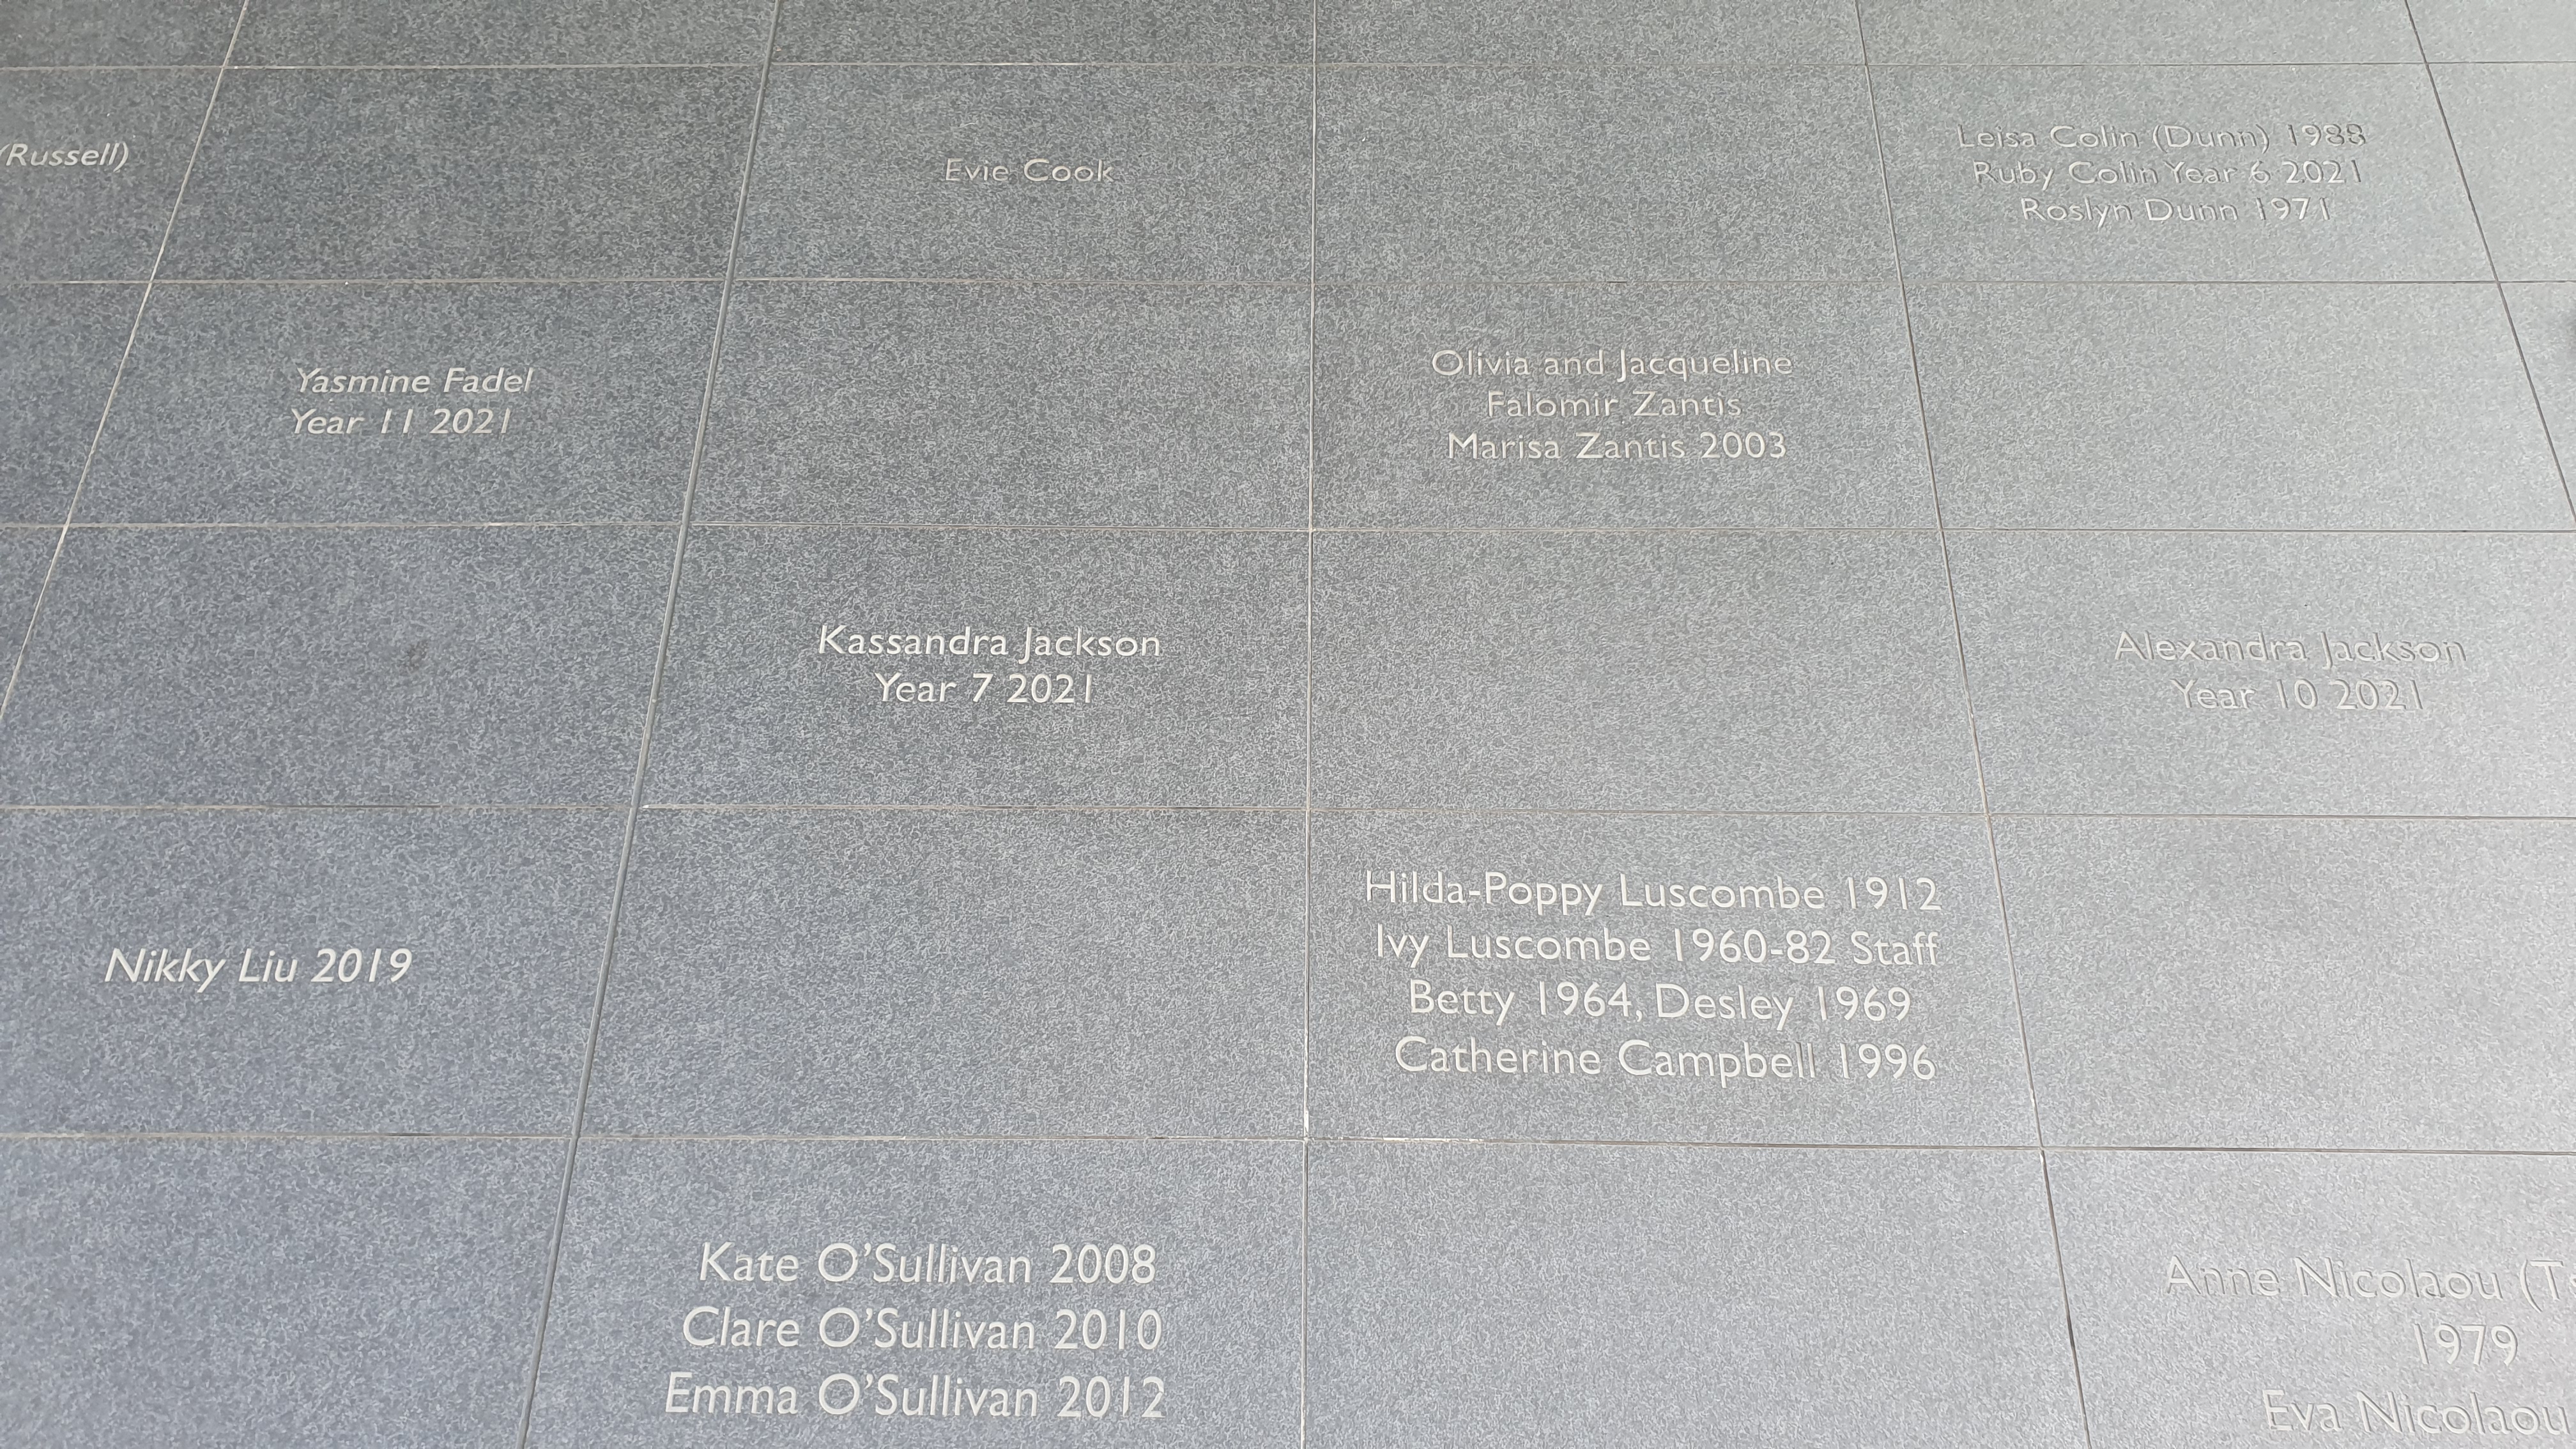 (Russell)
Evie Cook
Leisa Colin (Dunn) 1988
Ruby Colin Year 6 2021
Roslyn Dunn 1971
Yasmine Fadel
Year 11 2021
Olivia and Jacqueline
Falomir Zantis
Marisa Zantis 2003
Kassandra Jackson
Year 7 2021
Alexandra Jackson
Year 10 2021
Nikky Liu 2019
Hilda-Poppy Luscombe 1912
Ivy Luscombe 1960-82 Staff
Betty 1964, Desley 1969
Catherine Campbell 1996
Kate O'Sullivan 2008
Clare O'Sullivan 2010
Emma O'Sullivan 2012
Anne Nicolaou (T
1979
Eva Nicolaou